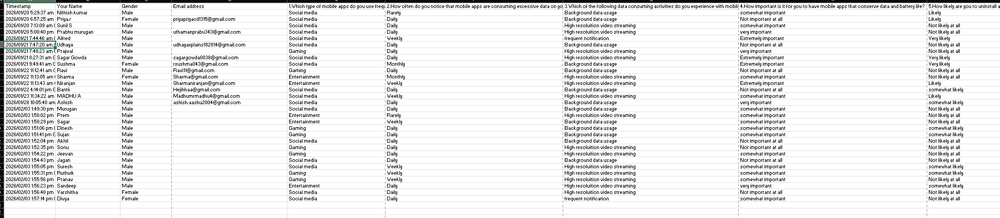 Timestamp Your Name Gender Email address 1.Which type of mobile apps do you use frequ 2.How often do you notice that mobile apps are consuming excessive data on yo 3.Which of the following data consuming activities do you experience with mobil 4.How important is it for you to have mobile apps that conserve data and battery life? 5.How likely are you to uninstall a
2026/01/20 5:29:37 am Nithish kumar Male Social media Rarely Background data usage somewhat important Likely
2026/01/20 6:57:25 am Priya.r Female priyapriyacd1315@gmail.com Social media Daily Background data usage Not important at all Likely
2026/01/20 7:13:09 am Sunil S Male Social media Daily High resoluition video streaming somewhat important Not likely at all
2026/01/20 5:00:40 pm Prabhu murugan Male uthamanprabu343@gmail.com Social media Daily High resoluition video streaming very important Not likely at all
2026/01/21 7:44:46 am Alfred Male Social media Weekly frequent notification Extremely important Very likely
2026/01/21 7:47:20 am Udhaya Male udhayaxplains182814@gmail.com Social media Daily Background data usage Not important at all Not likely at all
2026/01/21 7:48:23 am Prajwal Male Gaming Daily High resoluition video streaming very important Not likely at all
2026/01/21 8:27:31 am G Sagar Gowda Male sagargowda0038@gmail.com Social media Daily High resoluition video streaming Extremely important Very likely
2026/01/21 9:49:41 am Sushma Female rsushma043@gmail.com Social media Monthly Background data usage Extremely important Very likely
2026/01/22 11:12:41 am Ravi Male Ravi11@gmail.com Gaming Daily Background data usage Not important at all Not likely at all
2026/01/22 11:13:05 am Sharma Female Sharma@gmail.com Entertainment Monthly Background data usage somewhat important Not likely at all
2026/01/22 11:13:43 am Niranjan Male Sharmaniranjan@gmail.com Entertainment Weekly High resoluition video streaming Extremely important Likely
2026/01/22 4:14:01 pm G Bantii Male Hejihhaa@gmail.com Social media Daily Background data usage Not important at all somewhat likely
2026/01/23 11:34:22 am MADHU A Male Madhumrmadhu4@gmail.com Social media Weekly High resoluition video streaming somewhat important Likely
2026/01/28 10:05:40 am Ashish Male ashish.aashu2004@gmail.com Social media Daily Background data usage very important somewhat likely
2026/02/03 1:49:30 pm Murugan Male Social media Daily Background data usage somewhat important Not likely at all
2026/02/03 1:50:02 pm Prem Male Entertainment Rarely High resoluition video streaming somewhat important Not likely at all
2026/02/03 1:50:29 pm Sagar Male Entertainment Weekly Background data usage somewhat important Not likely at all
2026/02/03 1:51:06 pm Dinesh Male Gaming Daily Background data usage somewhat important somewhat likely
2026/02/03 1:51:41 pm G Sujan Male Gaming Daily Background data usage somewhat important somewhat likely
2026/02/03 1:52:04 pm Akhil Male Social media Daily Background data usage Not important at all Not likely at all
2026/02/03 1:52:35 pm Sonu Male Gaming Daily High resoluition video streaming Not important at all Not likely at all
2026/02/03 1:54:22 pm Jeevan Male Gaming Daily High resoluition video streaming somewhat important Not likely at all
2026/02/03 1:54:43 pm Jagan Male Social media Daily Background data usage Not important at all Not likely at all
2026/02/03 1:55:05 pm Suresh Male Social media Weekly High resoluition video streaming somewhat important somewhat likely
2026/02/03 1:55:31 pm Ruthvik Male Gaming Weekly High resoluition video streaming somewhat important somewhat likely
2026/02/03 1:55:56 pm Pranav Male Gaming Weekly High resoluition video streaming somewhat important Not likely at all
2026/02/03 1:56:23 pm Sandeep Male Entertainment Daily High resoluition video streaming very important somewhat likely
2026/02/03 1:56:48 pm Varshitha Female Social media Daily High resoluition video streaming Not important at all Not likely at all
2026/02/03 1:57:14 pm Divya Female Social media Daily frequent notification somewhat important Not likely at all